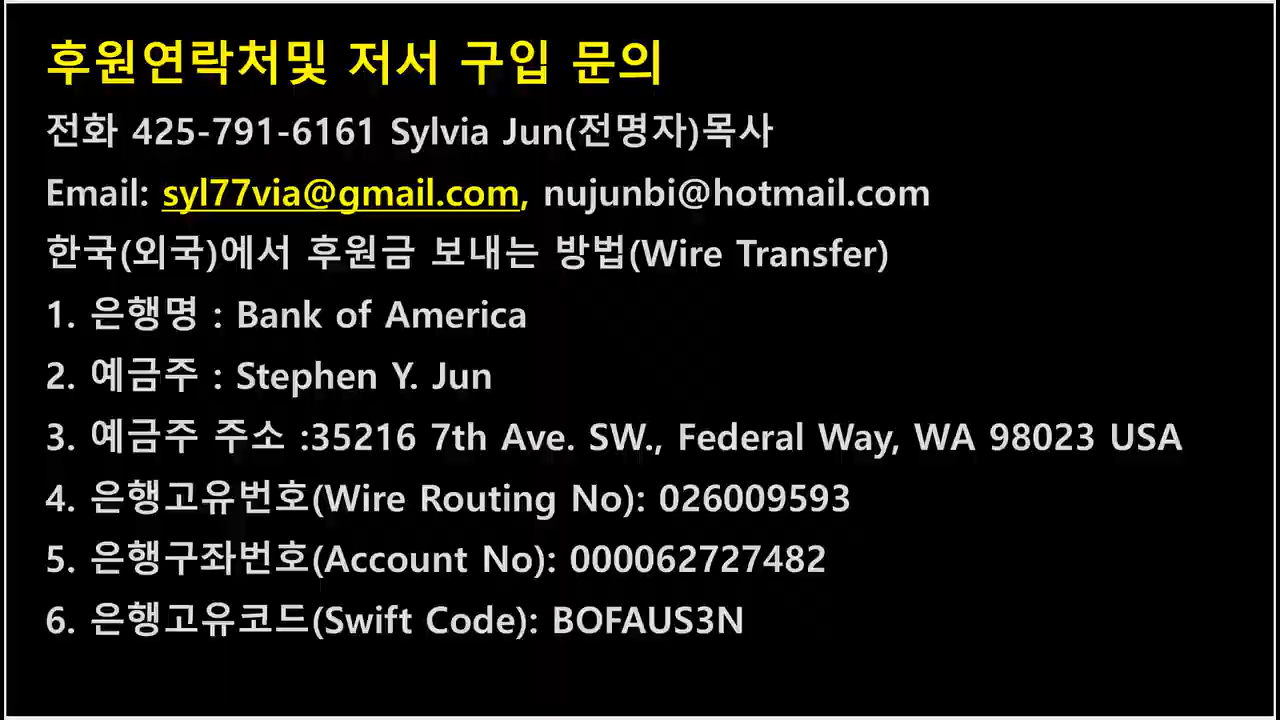 후원연락처및 저서 구입 문의
전화 425-791-6161 Sylvia Jun(전명자)목사
Email: syl77via@gmail.com, nujunbi@hotmail.com
한국(외국)에서 후원금 보내는 방법(Wire Transfer)
1. 은행명 : Bank of America
2. 예금주 : Stephen Y. Jun
3. 예금주 주소 :35216 7th Ave. SW., Federal Way, WA 98023 USA
4. 은행고유번호(Wire Routing No): 026009593
5. 은행구좌번호(Account No): 000062727482
6. 은행고유코드(Swift Code): BOFAUS3N